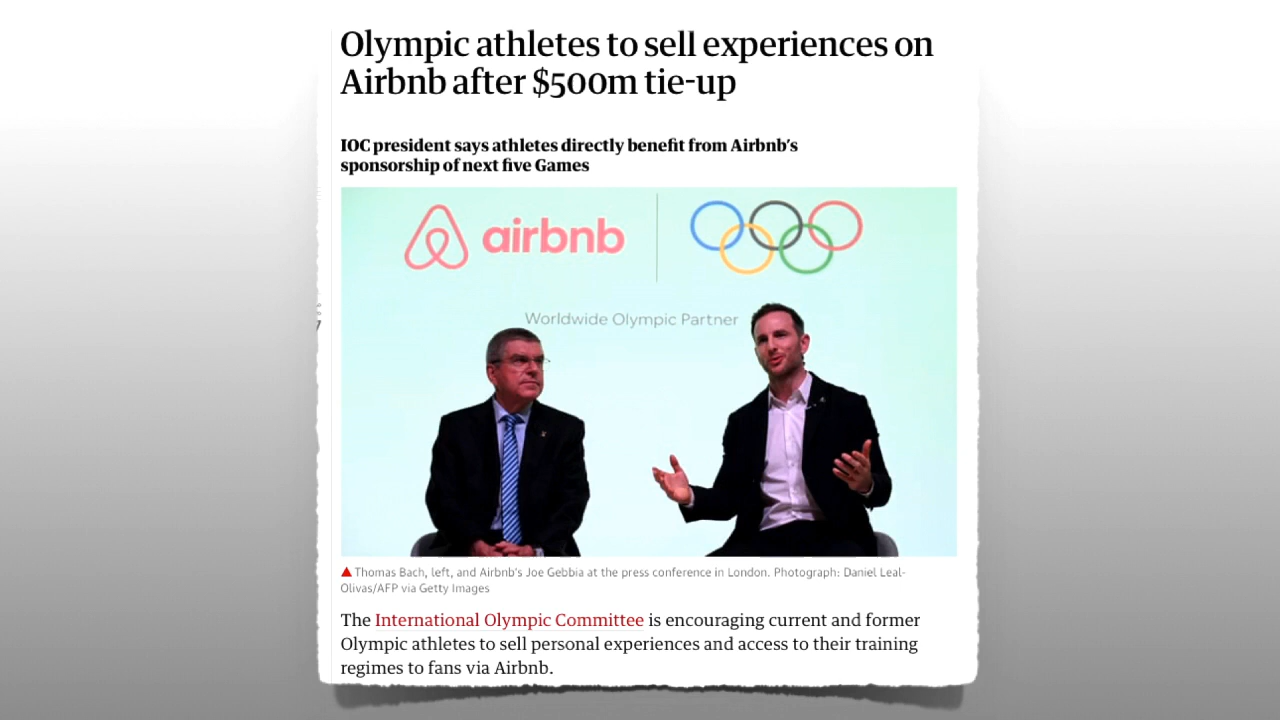 Olympic athletes to sell experiences on
Airbnb after $500m tie-up
IOC president says athletes directly benefit from Airbnb's
sponsorship of next five Games
airbnb
Worldwide Olympic Partner
Thomas Bach, left, and Airbnb's Joe Gebbia at the press conference in London. Photograph: Daniel Leal-
Olivas/AFP via Getty Images
The International Olympic Committee is encouraging current and former
Olympic athletes to sell personal experiences and access to their training
regimes to fans via Airbnb.